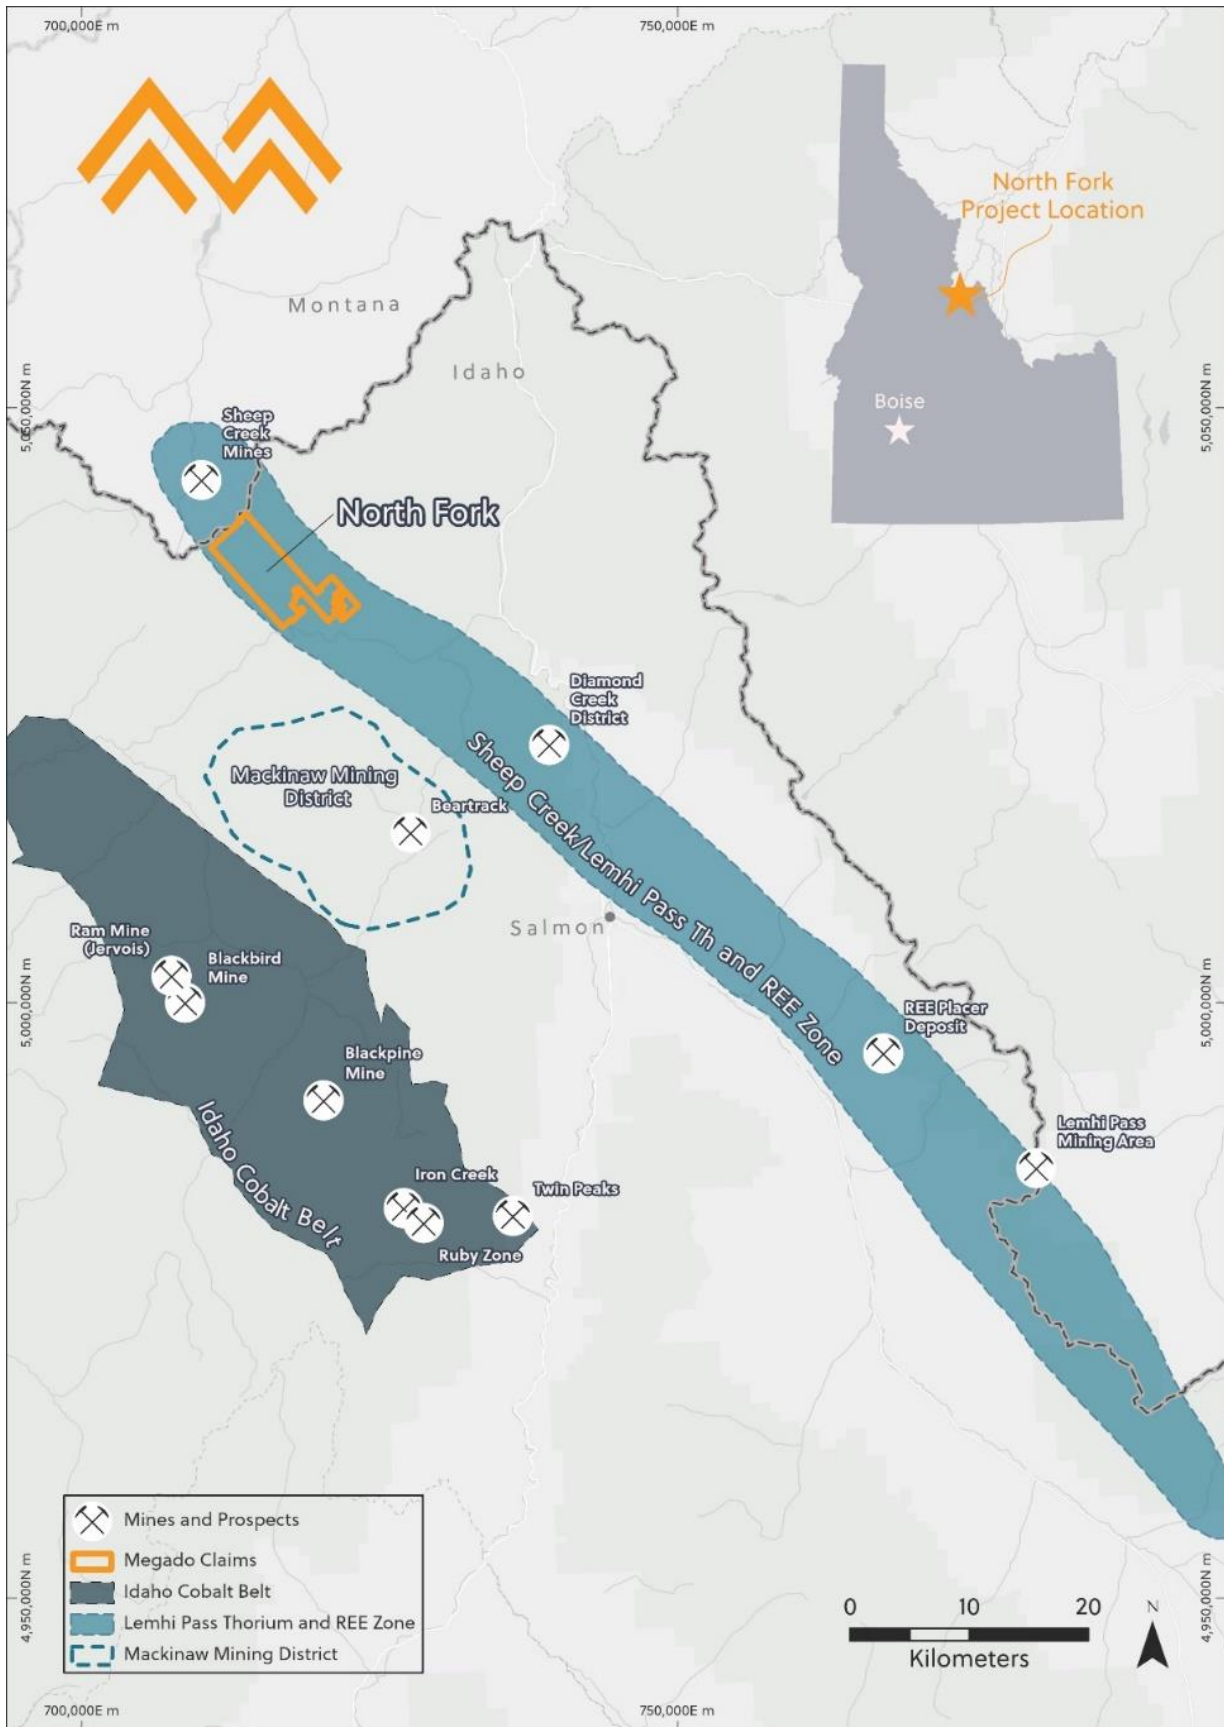 700,000E m
750,000E m
North Fork
Project Location
Montana
Idaho
Boise
5,050,000N m
5,050,000N m
Sheep
Creek
Mines
North Fork
Diamond
Creek
District
Mackinaw Mining
District
Beartrack
Sheep Creek/Lemhi Pass Th and REE Zone
Salmon
Ram Mine
(Jervois)
Blackbird
Mine
5,000,000N m
5,000,000N m
REE Placer
Deposit
Blackpine
Mine
Lemhi Pass
Mining Area
Idaho Cobalt Belt
Iron Creek
Twin Peaks
Ruby Zone
Mines and Prospects
Megado Claims
Idaho Cobalt Belt
Lemhi Pass Thorium and REE Zone
Mackinaw Mining District
4,950,000N m
4,950,000N m
0 10 20
Kilometers
N
700,000E m
750,000E m